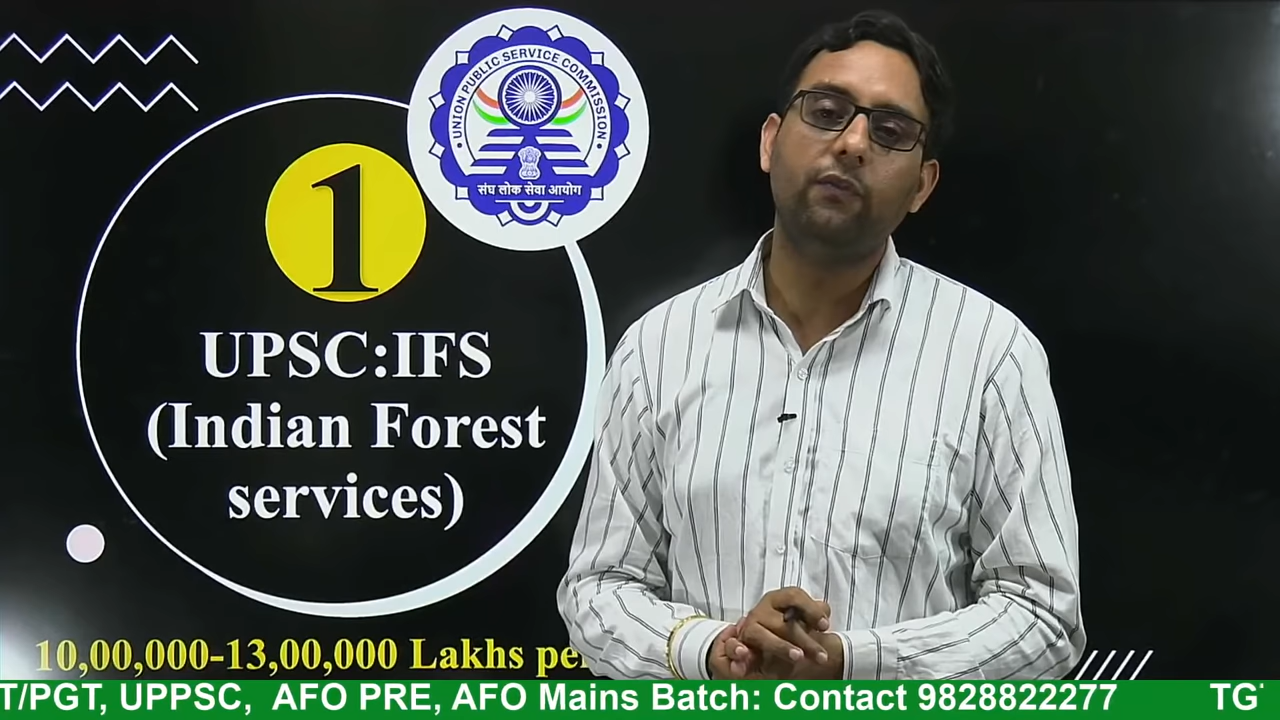 UNION PUBLIC SERVICE COMMISSION
संघ लोक सेवा आयोग
1
UPSC:IFS
(Indian Forest
services)
10,00,000-13,00,000 Lakhs per
T/PGT, UPPSC, AFO PRE, AFO Mains Batch: Contact 9828822277 TG